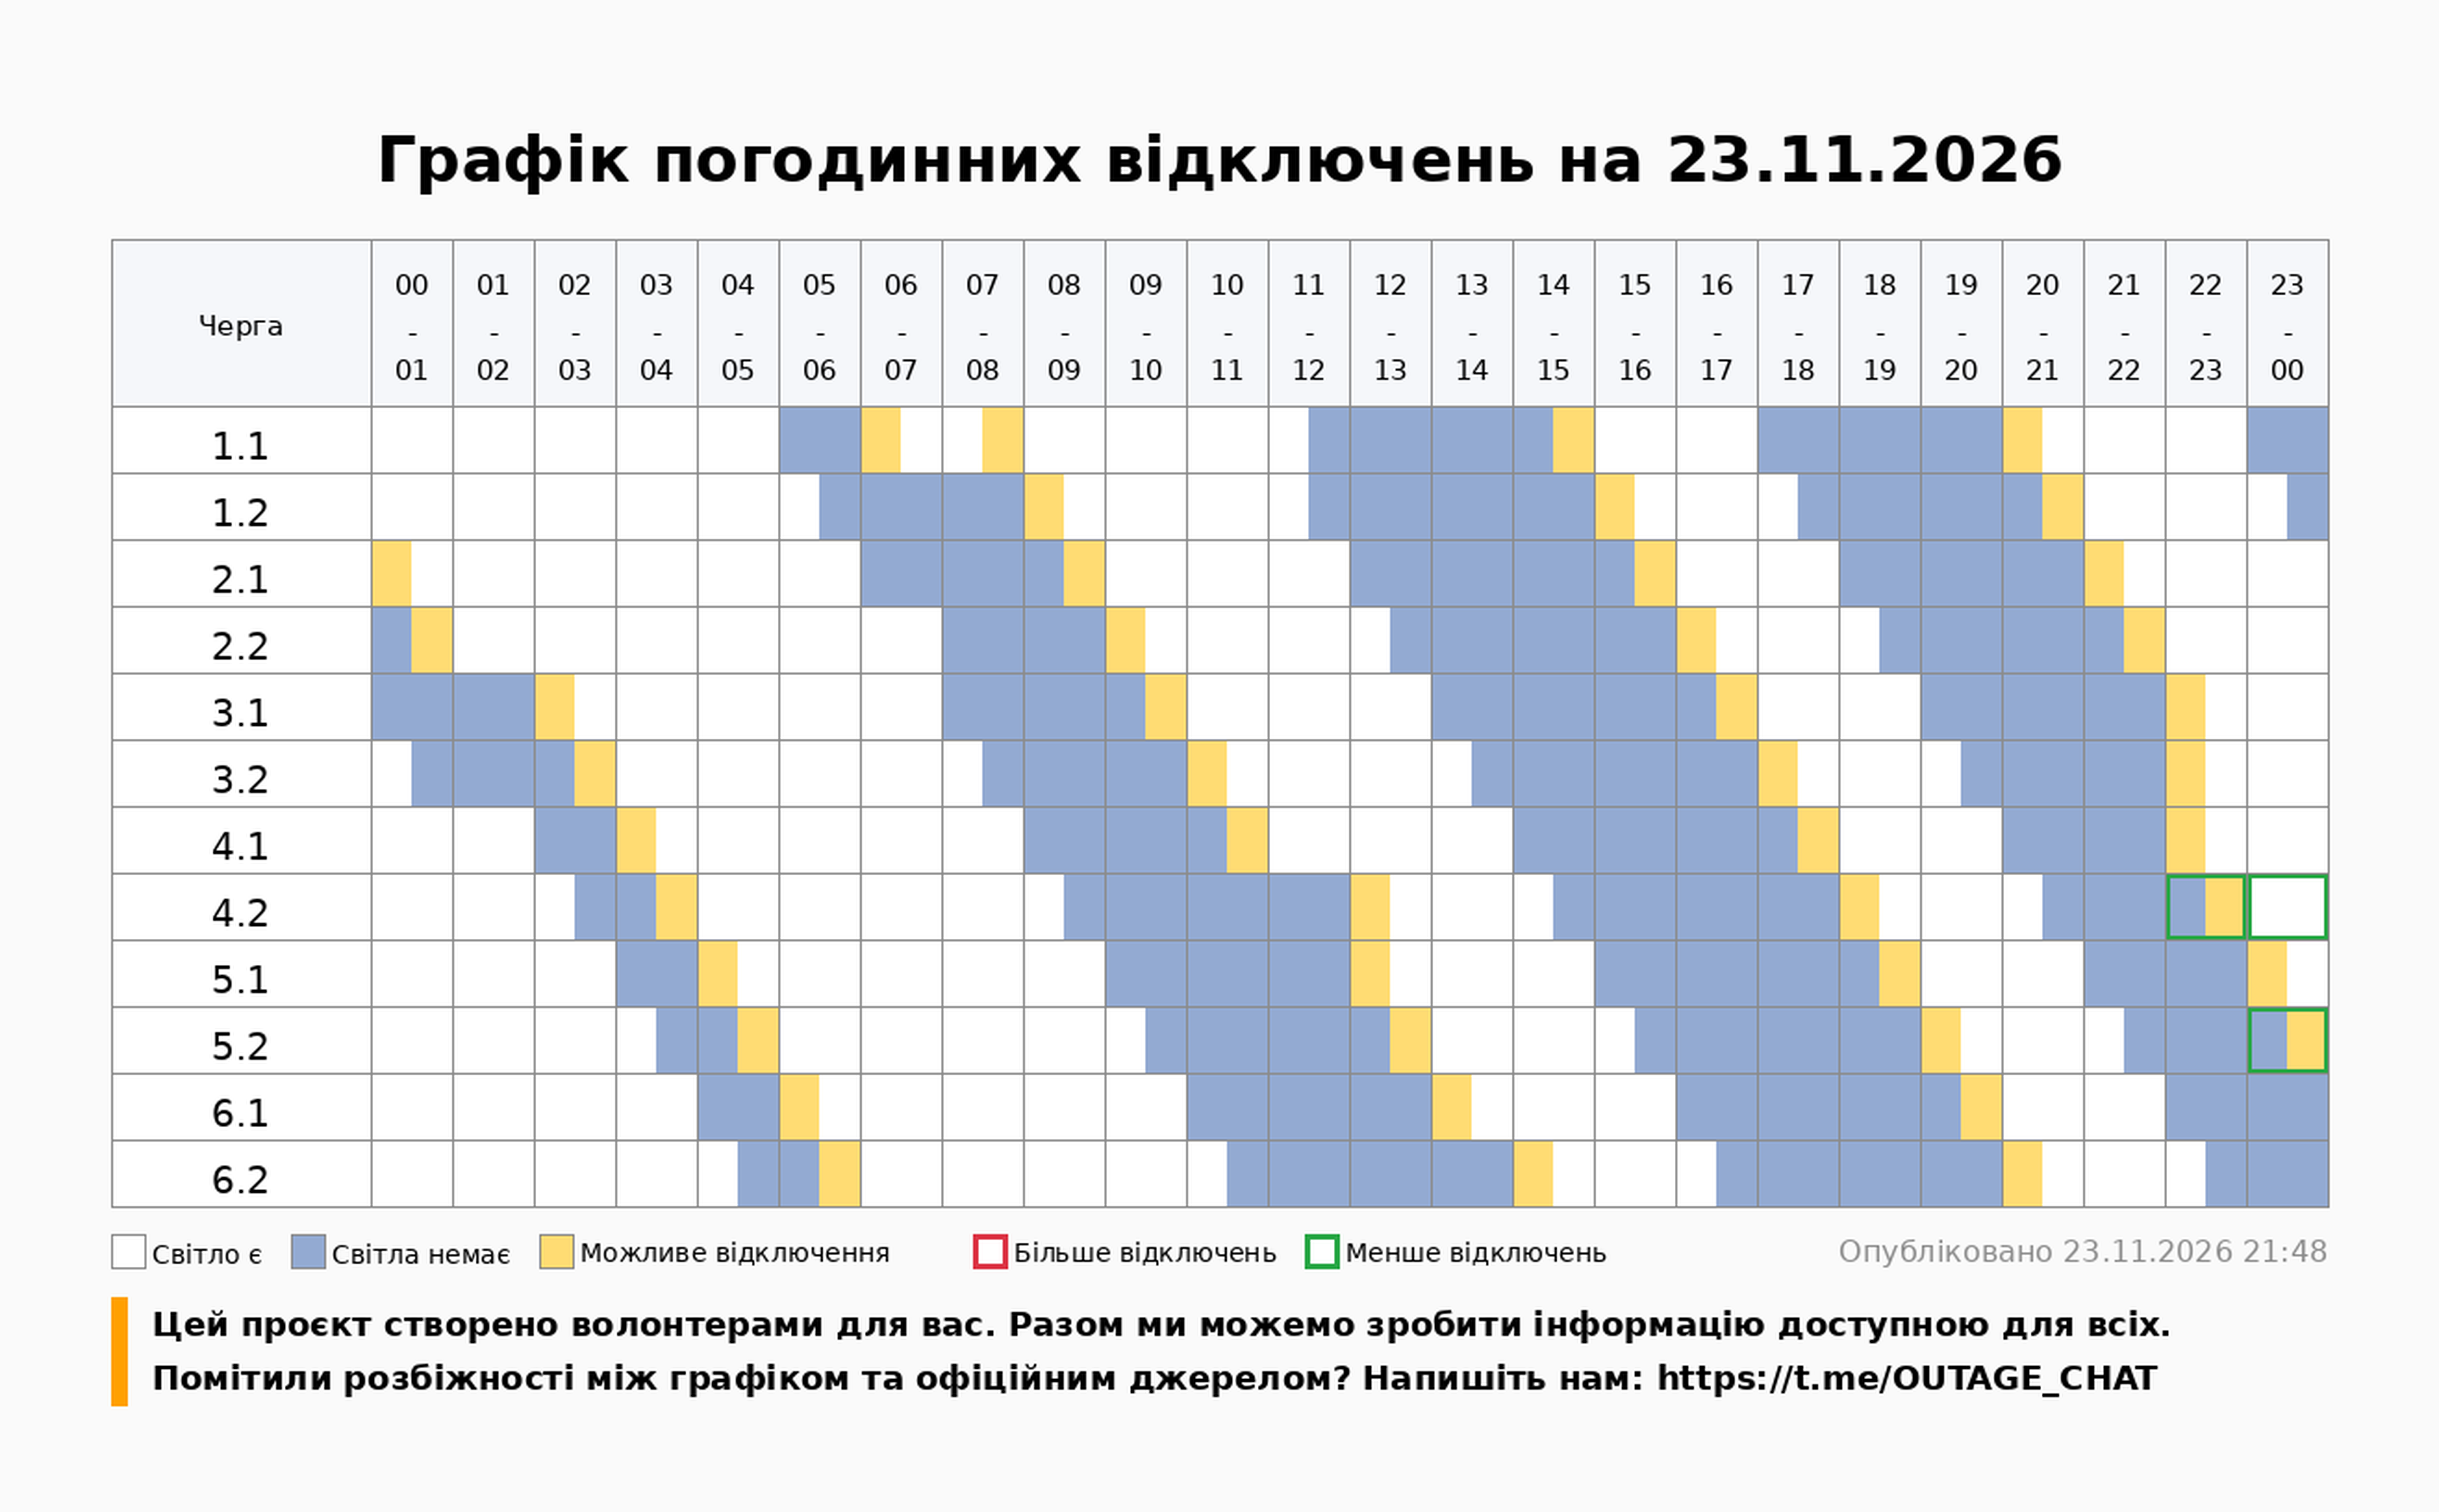 Графік погодинних відключень на 23.11.2026
Черга
00 - 01
01 - 02
02 - 03
03 - 04
04 - 05
05 - 06
06 - 07
07 - 08
08 - 09
09 - 10
10 - 11
11 - 12
12 - 13
13 - 14
14 - 15
15 - 16
16 - 17
17 - 18
18 - 19
19 - 20
20 - 21
21 - 22
22 - 23
23 - 00
1.1
1.2
2.1
2.2
3.1
3.2
4.1
4.2
5.1
5.2
6.1
6.2
Світло є
Світла немає
Можливе відключення
Більше відключень
Менше відключень
Опубліковано 23.11.2026 21:48
Цей проєкт створено волонтерами для вас. Разом ми можемо зробити інформацію доступною для всіх.
Помітили розбіжності між графіком та офіційним джерелом? Напишіть нам: https://t.me/OUTAGE_CHAT